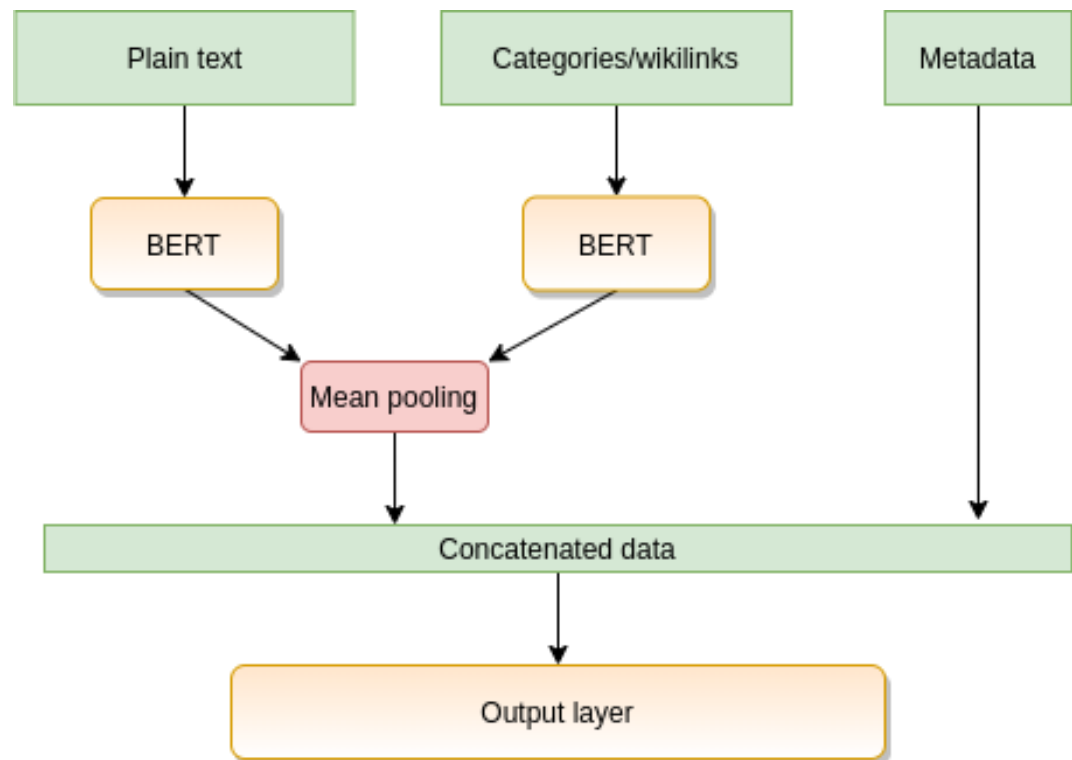 Plain text
Categories/wikilinks
Metadata
BERT
BERT
Mean pooling
Concatenated data
Output layer